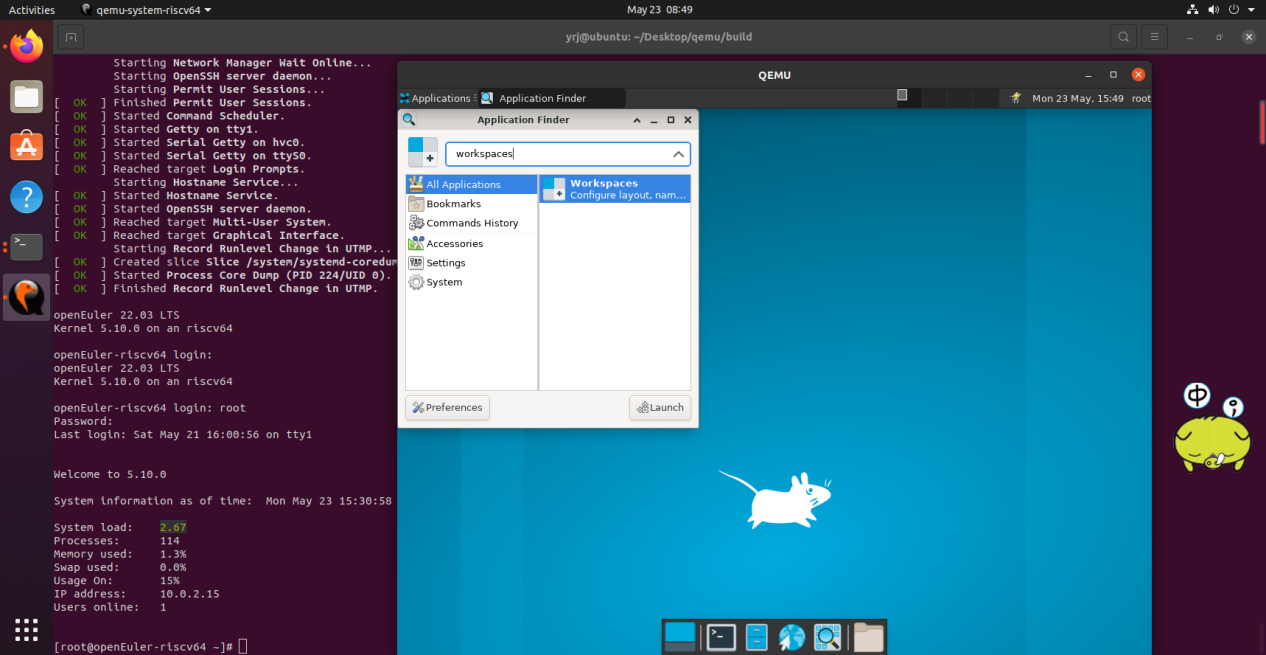 Activities
qemu-system-riscv64
May 23 08:49
yrj@ubuntu: ~/Desktop/qemu/build
Starting Network Manager Wait Online...
Starting OpenSSH server daemon...
Starting Permit User Sessions...
[ OK ] Finished Permit User Sessions.
[ OK ] Started Command Scheduler.
[ OK ] Started Getty on tty1.
[ OK ] Started Serial Getty on hvc0.
[ OK ] Started Serial Getty on ttyS0.
[ OK ] Reached target Login Prompts.
Starting Hostname Service...
[ OK ] Started Hostname Service.
[ OK ] Started OpenSSH server daemon.
[ OK ] Reached target Multi-User System.
[ OK ] Reached target Graphical Interface.
Starting Record Runlevel Change in UTMP...
[ OK ] Created slice Slice /system/systemd-coredum
[ OK ] Started Process Core Dump (PID 224/UID 0).
[ OK ] Finished Record Runlevel Change in UTMP.
openEuler 22.03 LTS
Kernel 5.10.0 on an riscv64
openEuler-riscv64 login:
openEuler 22.03 LTS
Kernel 5.10.0 on an riscv64
openEuler-riscv64 login: root
Password:
Last login: Sat May 21 16:00:56 on tty1
Welcome to 5.10.0
System information as of time:  Mon May 23 15:30:58
System load:    2.67
Processes:      114
Memory used:    1.3%
Swap used:      0.0%
Usage On:       15%
IP address:     10.0.2.15
Users online:   1
[root@openEuler-riscv64 ~]#
QEMU
Applications
Application Finder
Mon 23 May, 15:49
root
Application Finder
workspaces
All Applications
Bookmarks
Commands History
Accessories
Settings
System
Workspaces
Configure layout, nam...
Preferences
Launch
中